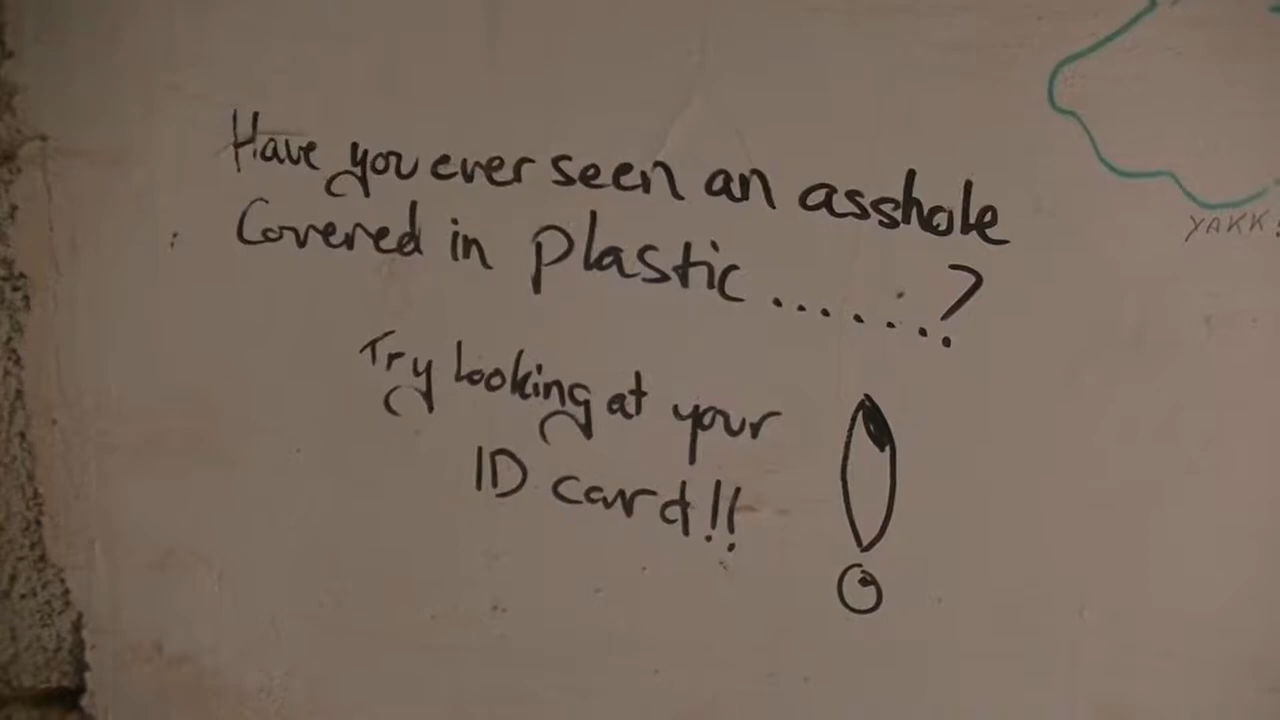 Have you ever seen an asshole
Covered in plastic......?
Try looking at your
ID card!!
YAKK!